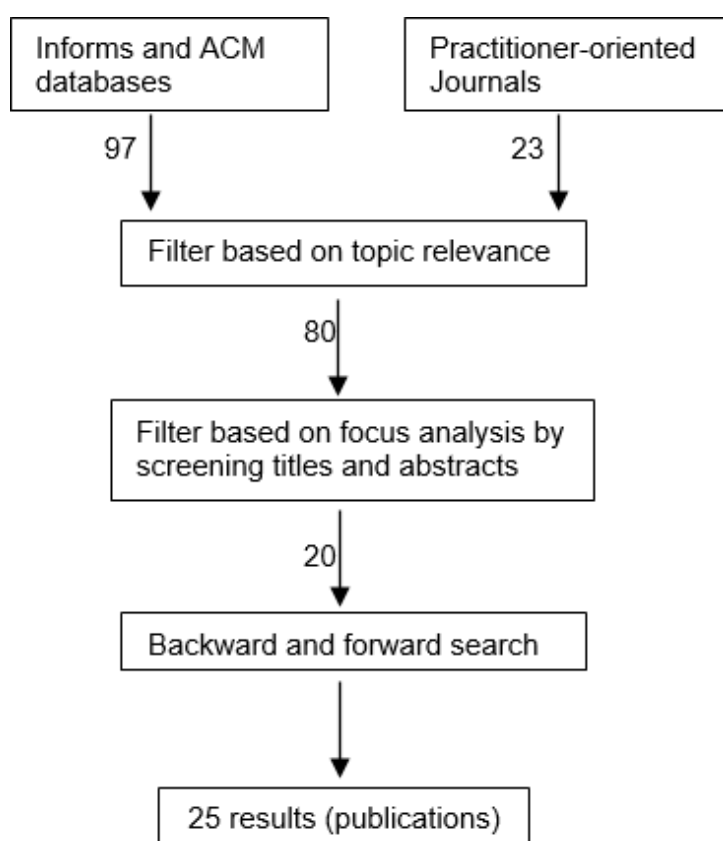 Informs and ACM
databases
Practitioner-oriented
Journals
97
23
Filter based on topic relevance
80
Filter based on focus analysis by
screening titles and abstracts
20
Backward and forward search
25 results (publications)